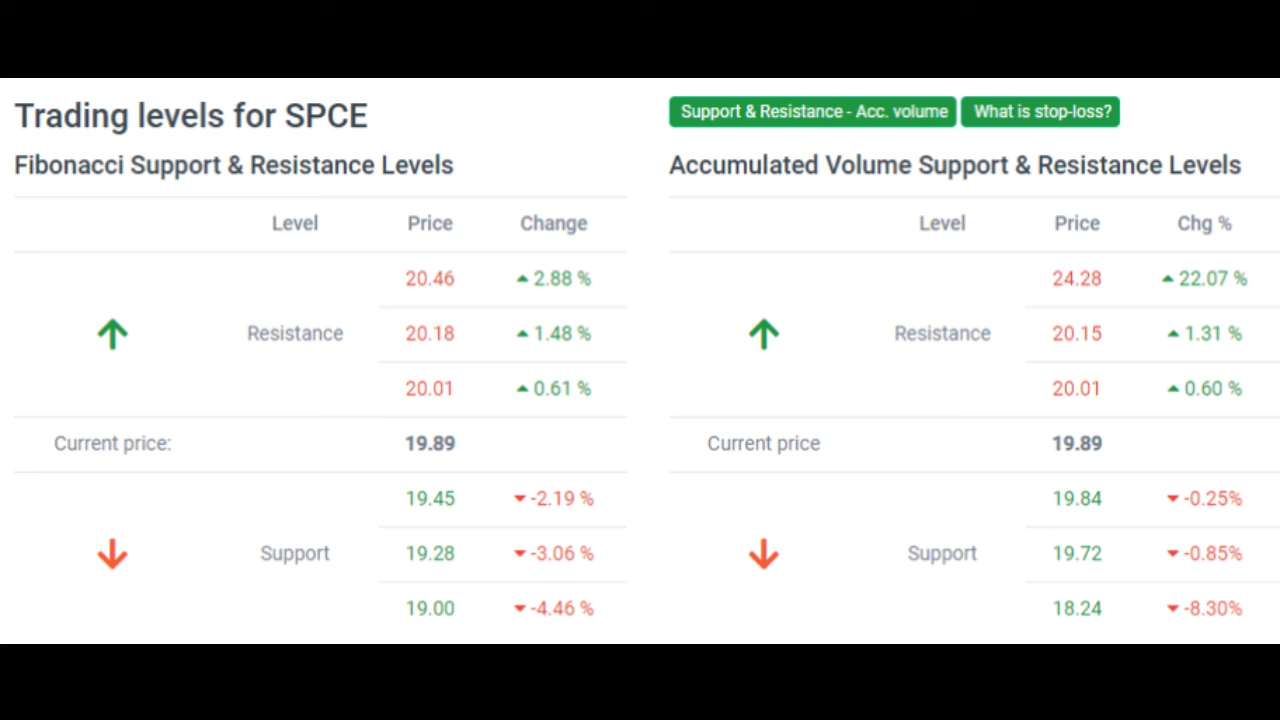 Trading levels for SPCE
Fibonacci Support & Resistance Levels
Level Price Change
20.46 2.88 %
Resistance 20.18 1.48 %
20.01 0.61 %
Current price: 19.89
19.45 -2.19 %
Support 19.28 -3.06 %
19.00 -4.46 %
Support & Resistance - Acc. volume What is stop-loss?
Accumulated Volume Support & Resistance Levels
Level Price Chg %
24.28 22.07 %
Resistance 20.15 1.31 %
20.01 0.60 %
Current price 19.89
19.84 -0.25%
Support 19.72 -0.85%
18.24 -8.30%